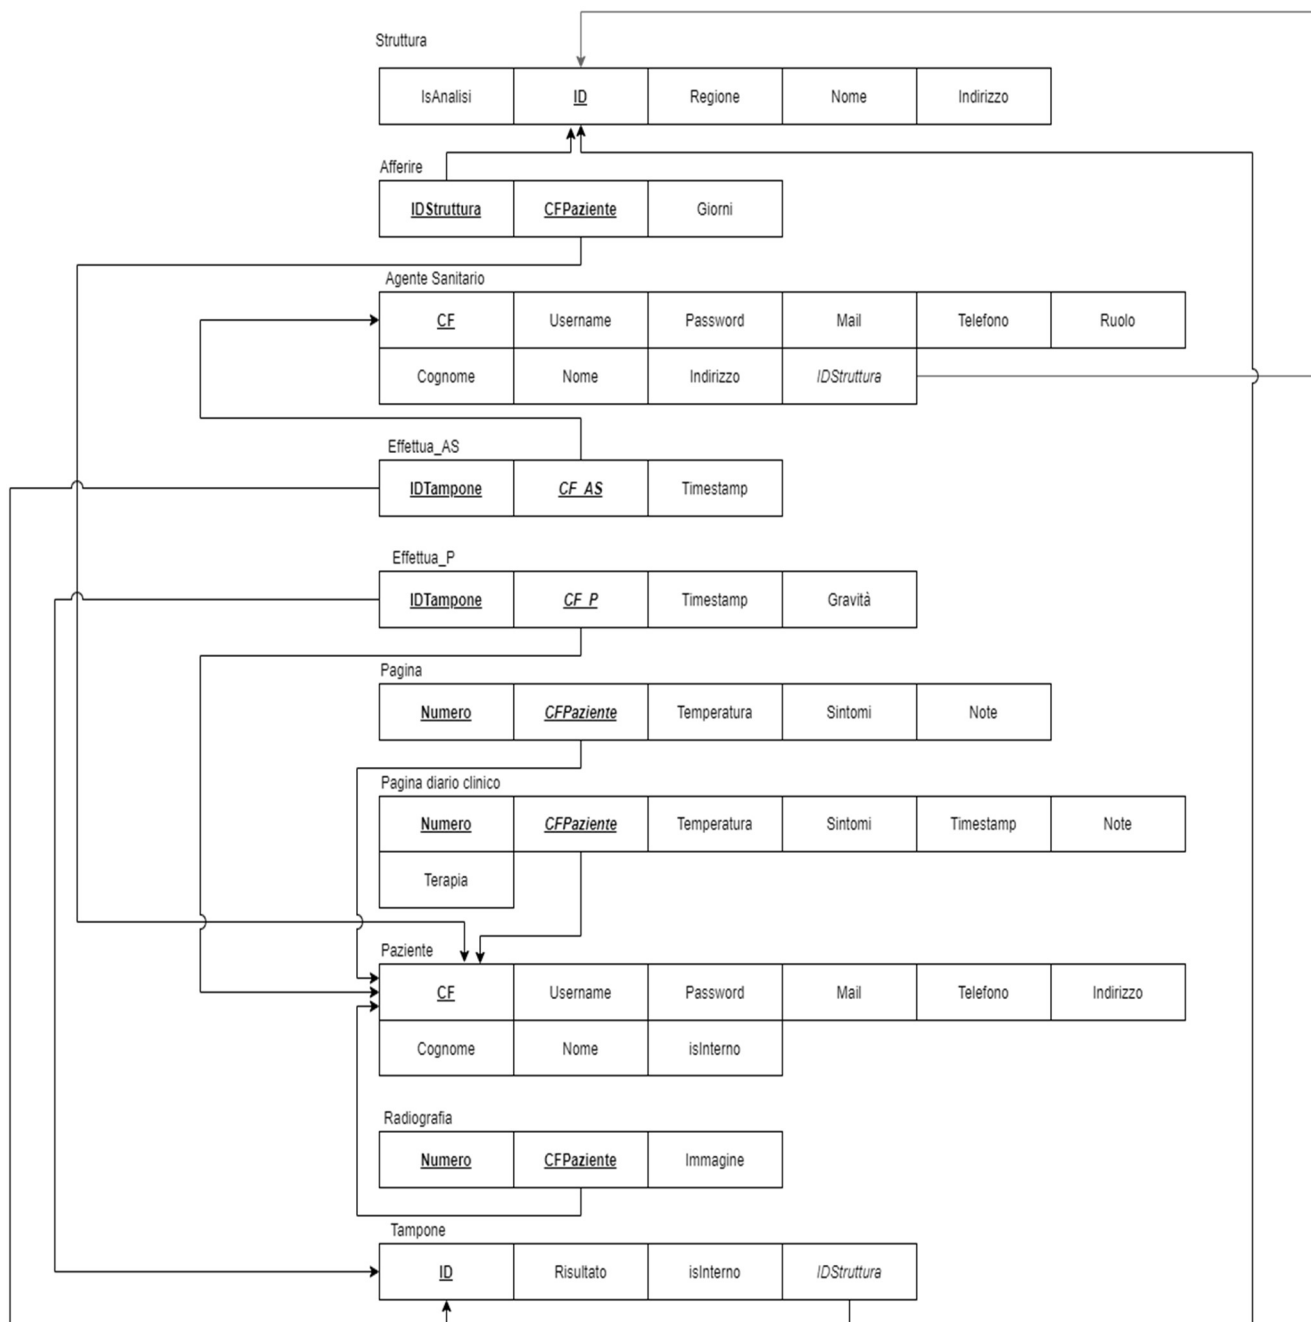 Struttura
IsAnalisi ID Regione Nome Indirizzo
Afferire
IDStruttura CFPaziente Giorni
Agente Sanitario
CF Username Password Mail Telefono Ruolo
Cognome Nome Indirizzo IDStruttura
Effettua_AS
IDTampone CF_AS Timestamp
Effettua_P
IDTampone CF_P Timestamp Gravità
Pagina
Numero CFPaziente Temperatura Sintomi Note
Pagina diario clinico
Numero CFPaziente Temperatura Sintomi Timestamp Note
Terapia
Paziente
CF Username Password Mail Telefono Indirizzo
Cognome Nome isInterno
Radiografia
Numero CFPaziente Immagine
Tampone
ID Risultato isInterno IDStruttura